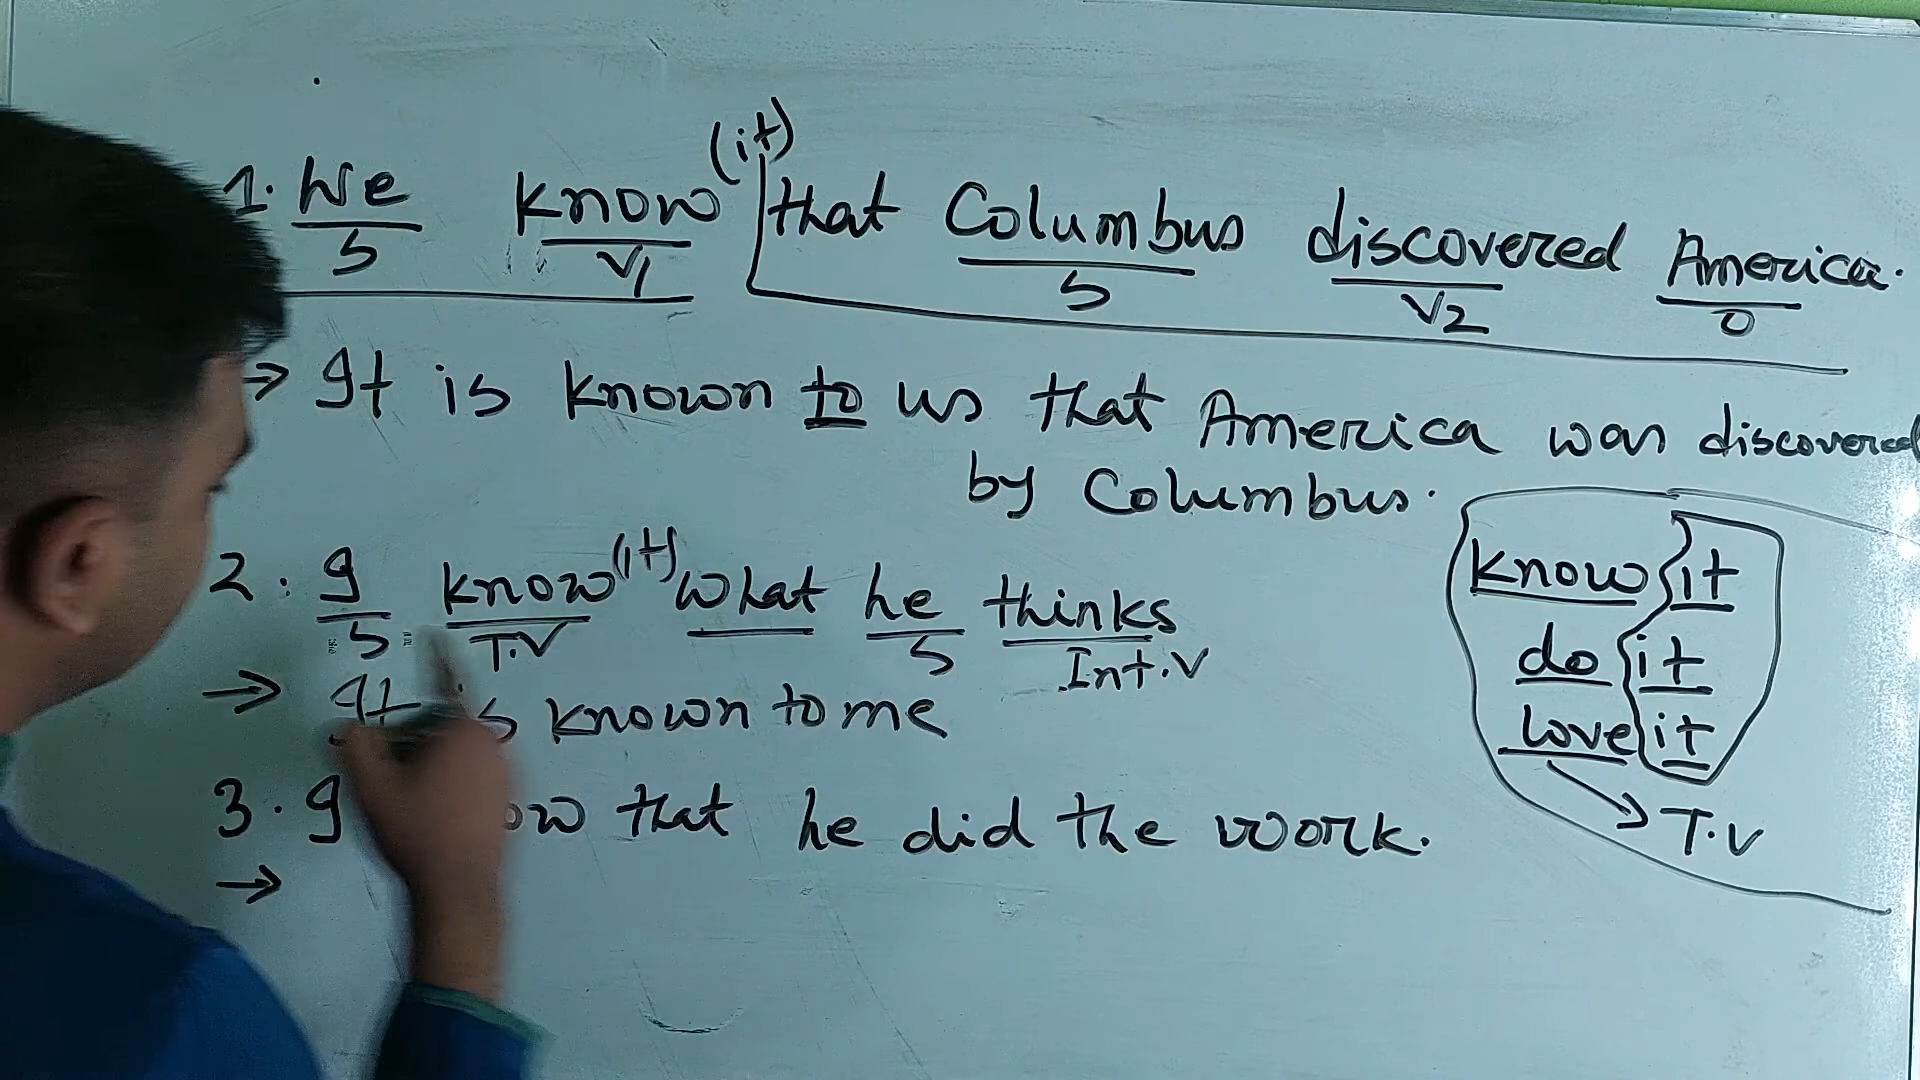 (it)
1. We know that Columbus discovered America.
S V1 S V2 O
→ It is known to us that America was discovered
by Columbus.
(it)
2. I know what he thinks
S T.V S Int.V
→ It is known to me
3. I that he did the work.
→
know it
do it
love it
→ T.V